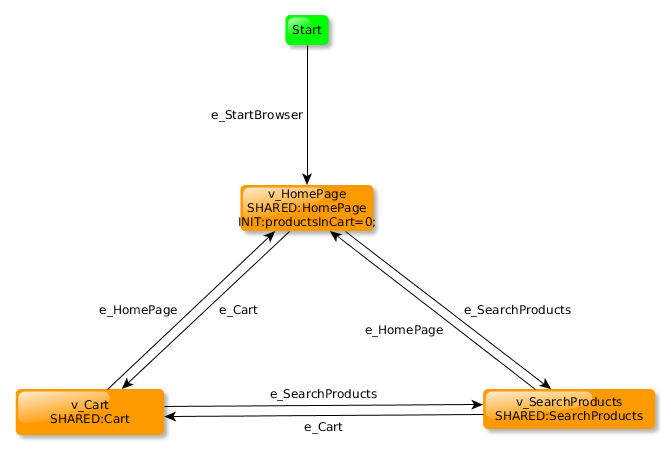 Start
e_StartBrowser
v_HomePage
SHARED:HomePage
INIT:productsInCart=0;
e_HomePage
e_Cart
e_SearchProducts
e_HomePage
e_SearchProducts
v_Cart
SHARED:Cart
v_SearchProducts
SHARED:SearchProducts
e_Cart